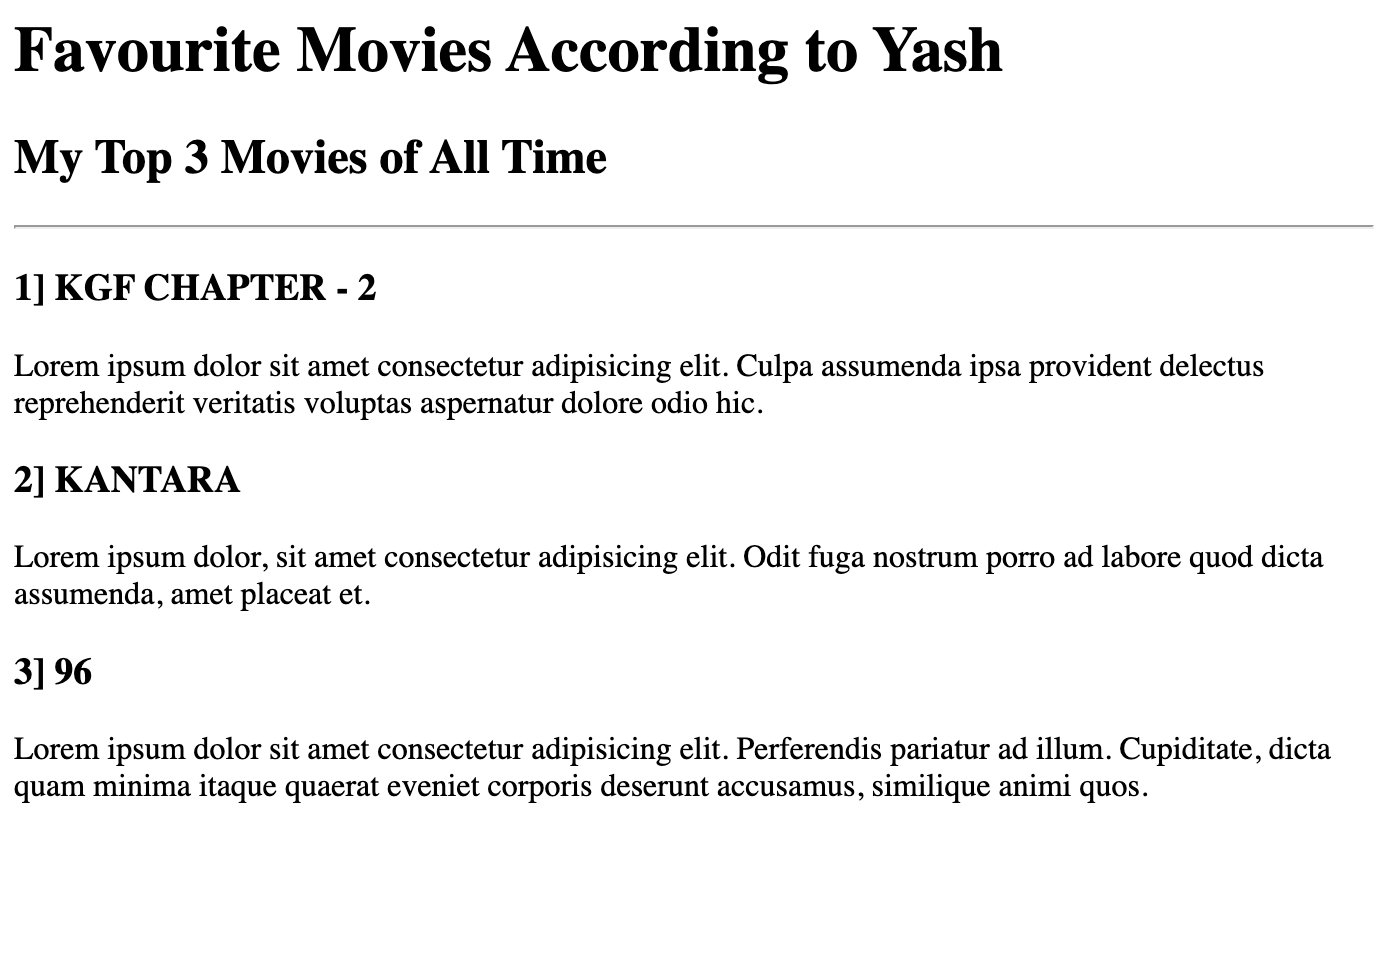 Favourite Movies According to Yash
My Top 3 Movies of All Time
1] KGF CHAPTER - 2
Lorem ipsum dolor sit amet consectetur adipisicing elit. Culpa assumenda ipsa provident delectus
reprehenderit veritatis voluptas aspernatur dolore odio hic.
2] KANTARA
Lorem ipsum dolor, sit amet consectetur adipisicing elit. Odit fuga nostrum porro ad labore quod dicta
assumenda, amet placeat et.
3] 96
Lorem ipsum dolor sit amet consectetur adipisicing elit. Perferendis pariatur ad illum. Cupiditate, dicta
quam minima itaque quaerat eveniet corporis deserunt accusamus, similique animi quos.